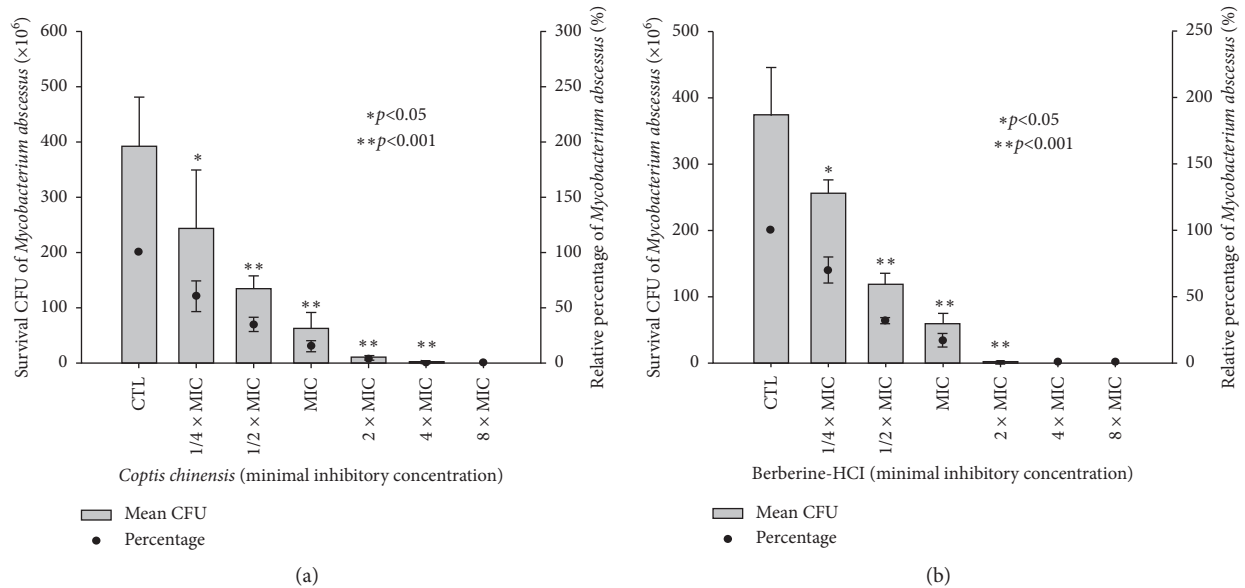 Survival CFU of Mycobacterium abscessus (×10⁶)
600
500
400
300
200
100
0
*
**
**
**
**
*p<0.05
**p<0.001
300
250
200
150
100
50
0
Relative percentage of Mycobacterium abscessus (%)
CTL
1/4 × MIC
1/2 × MIC
MIC
2 × MIC
4 × MIC
8 × MIC
Coptis chinensis (minimal inhibitory concentration)
Mean CFU
Percentage
(a)
Survival CFU of Mycobacterium abscessus (×10⁶)
500
400
300
200
100
0
*
**
**
**
*p<0.05
**p<0.001
250
200
150
100
50
0
Relative percentage of Mycobacterium abscessus (%)
CTL
1/4 × MIC
1/2 × MIC
MIC
2 × MIC
4 × MIC
8 × MIC
Berberine-HCI (minimal inhibitory concentration)
Mean CFU
Percentage
(b)